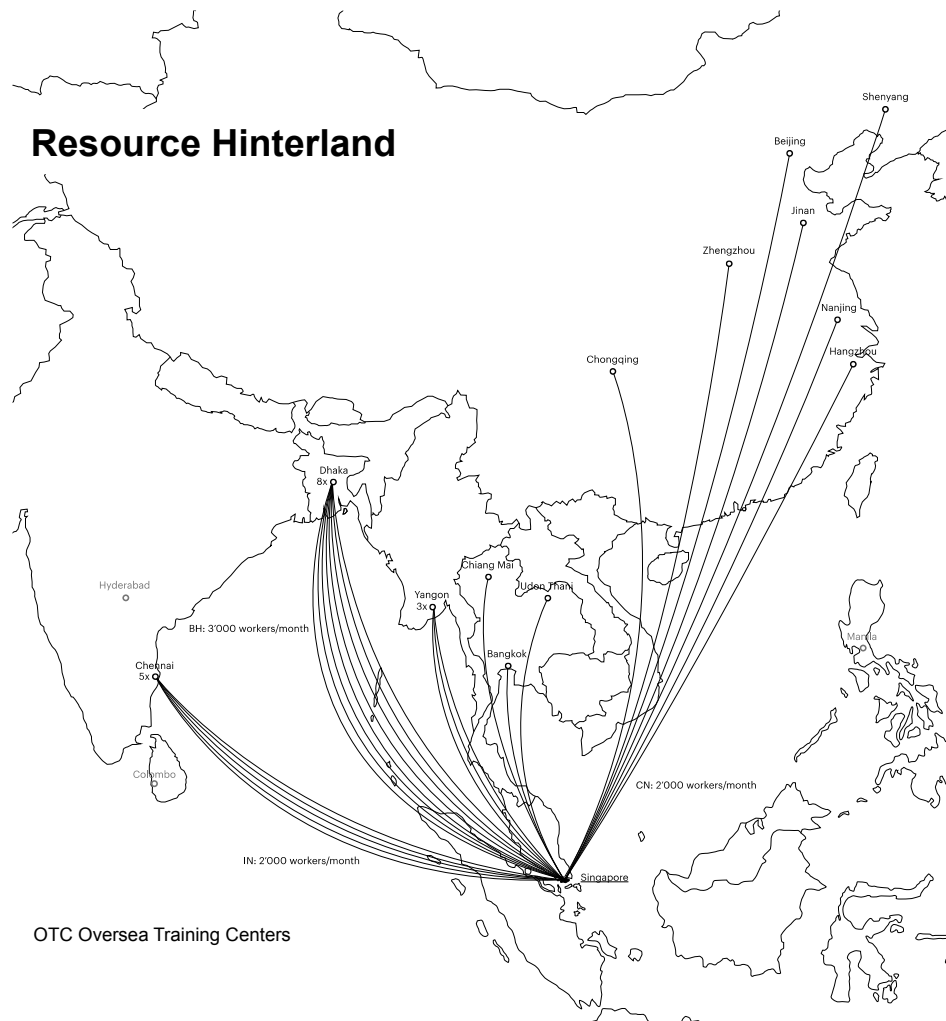 Shenyang
Resource Hinterland
Beijing
Jinan
Zhengzhou
Nanjing
Hangzhou
Chongqing
Dhaka
8x
Chiang Mai
Udon Thani
Hyderabad
Yangon
3x
BH: 3'000 workers/month
Manila
Bangkok
Chennai
5x
Colombo
CN: 2'000 workers/month
IN: 2'000 workers/month
Singapore
OTC Oversea Training Centers